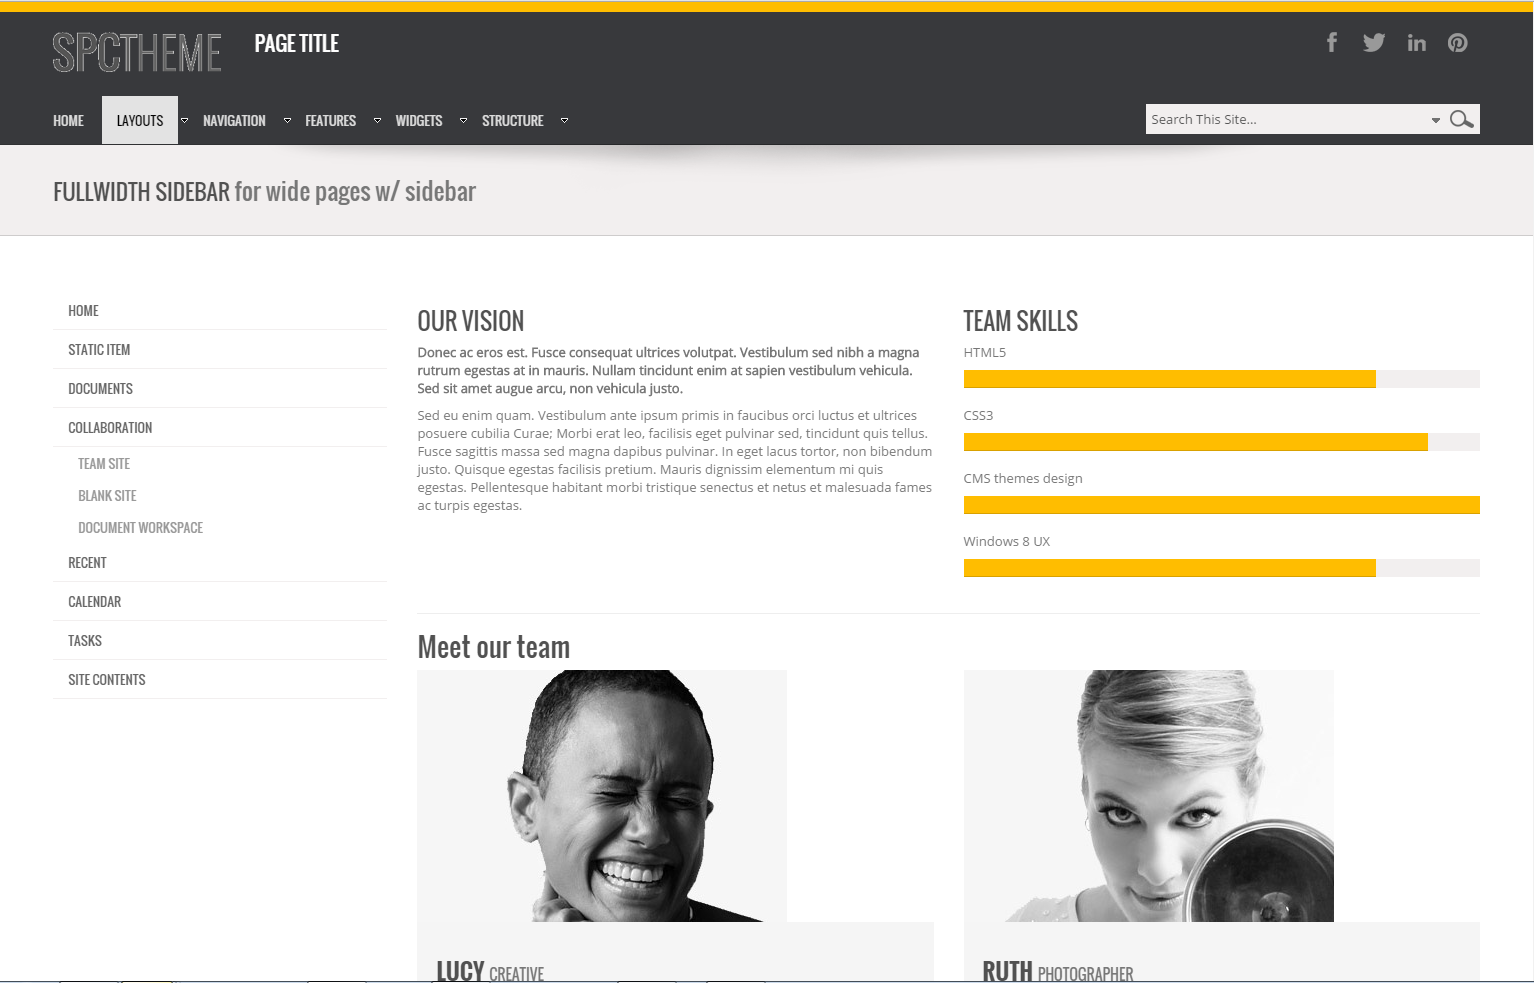 SPCTHEME
PAGE TITLE
HOME
LAYOUTS
NAVIGATION
FEATURES
WIDGETS
STRUCTURE
Search This Site...
FULLWIDTH SIDEBAR for wide pages w/ sidebar
HOME
STATIC ITEM
DOCUMENTS
COLLABORATION
TEAM SITE
BLANK SITE
DOCUMENT WORKSPACE
RECENT
CALENDAR
TASKS
SITE CONTENTS
OUR VISION
Donec ac eros est. Fusce consequat ultrices volutpat. Vestibulum sed nibh a magna
rutrum egestas at in mauris. Nullam tincidunt enim at sapien vestibulum vehicula.
Sed sit amet augue arcu, non vehicula justo.
Sed eu enim quam. Vestibulum ante ipsum primis in faucibus orci luctus et ultrices
posuere cubilia Curae; Morbi erat leo, facilisis eget pulvinar sed, tincidunt quis tellus.
Fusce sagittis massa sed magna dapibus pulvinar. In eget lacus tortor, non bibendum
justo. Quisque egestas facilisis pretium. Mauris dignissim elementum mi quis
egestas. Pellentesque habitant morbi tristique senectus et netus et malesuada fames
ac turpis egestas.
TEAM SKILLS
HTML5
CSS3
CMS themes design
Windows 8 UX
Meet our team
LUCY CREATIVE
RUTH PHOTOGRAPHER